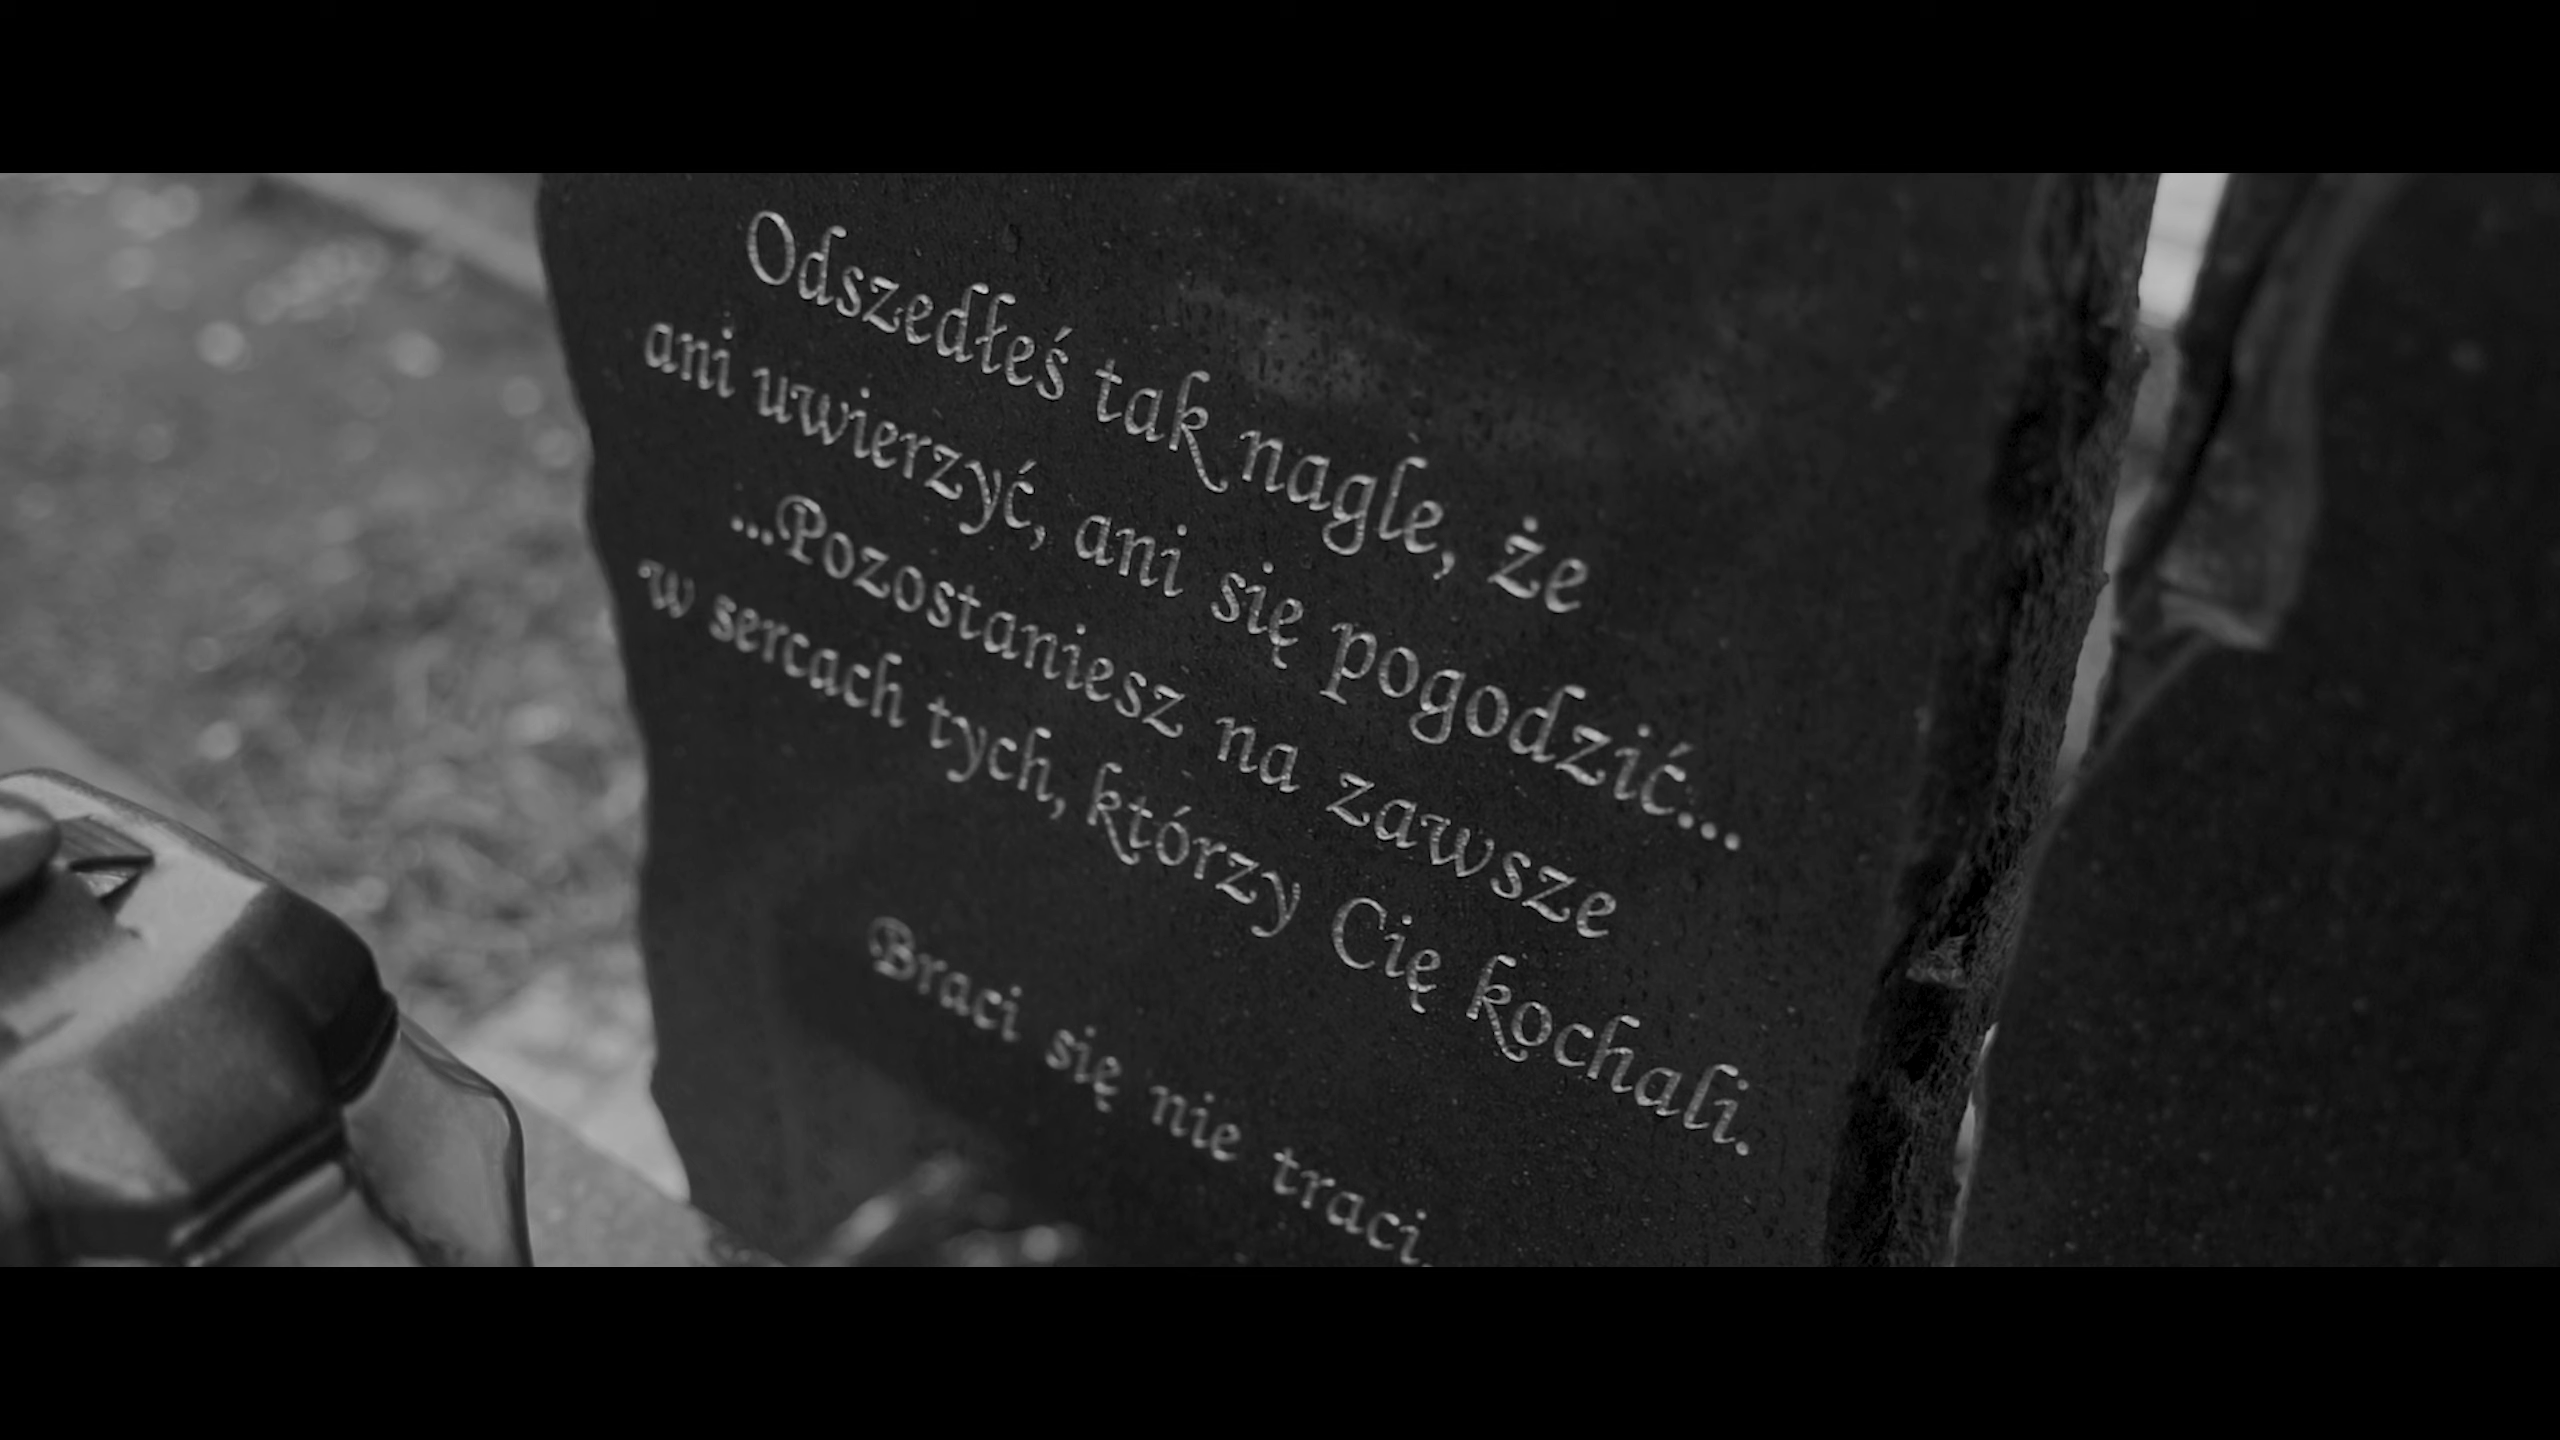 Odszedłeś tak nagle, że
ani uwierzyć, ani się pogodzić...
...Pozostaniesz na zawsze
w sercach tych, którzy Cię kochali.
Braci się nie traci.